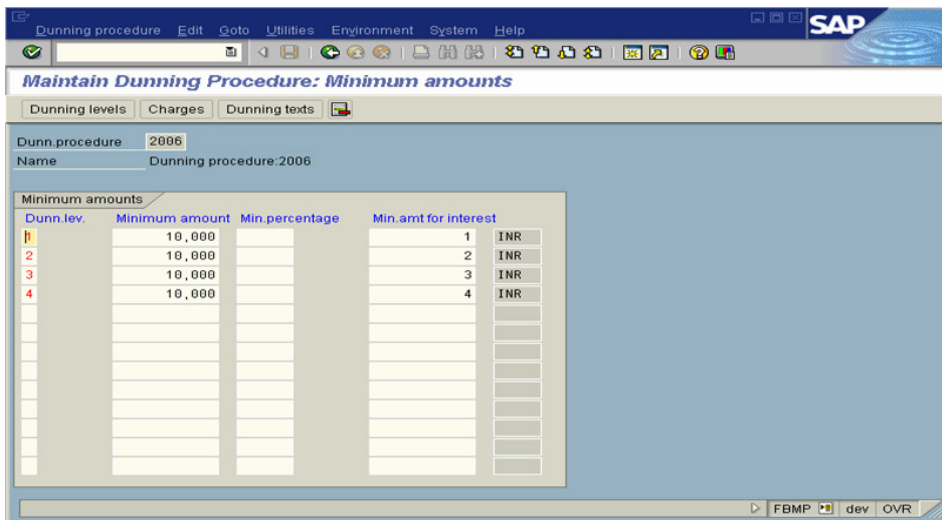 Dunning procedure Edit Goto Utilities Environment System Help
SAP
Maintain Dunning Procedure: Minimum amounts
Dunning levels Charges Dunning texts
Dunn.procedure 2006
Name Dunning procedure:2006
Minimum amounts
Dunn.lev. Minimum amount Min.percentage Min.amt for interest
1 10,000 1 INR
2 10,000 2 INR
3 10,000 3 INR
4 10,000 4 INR
FBMP dev OVR